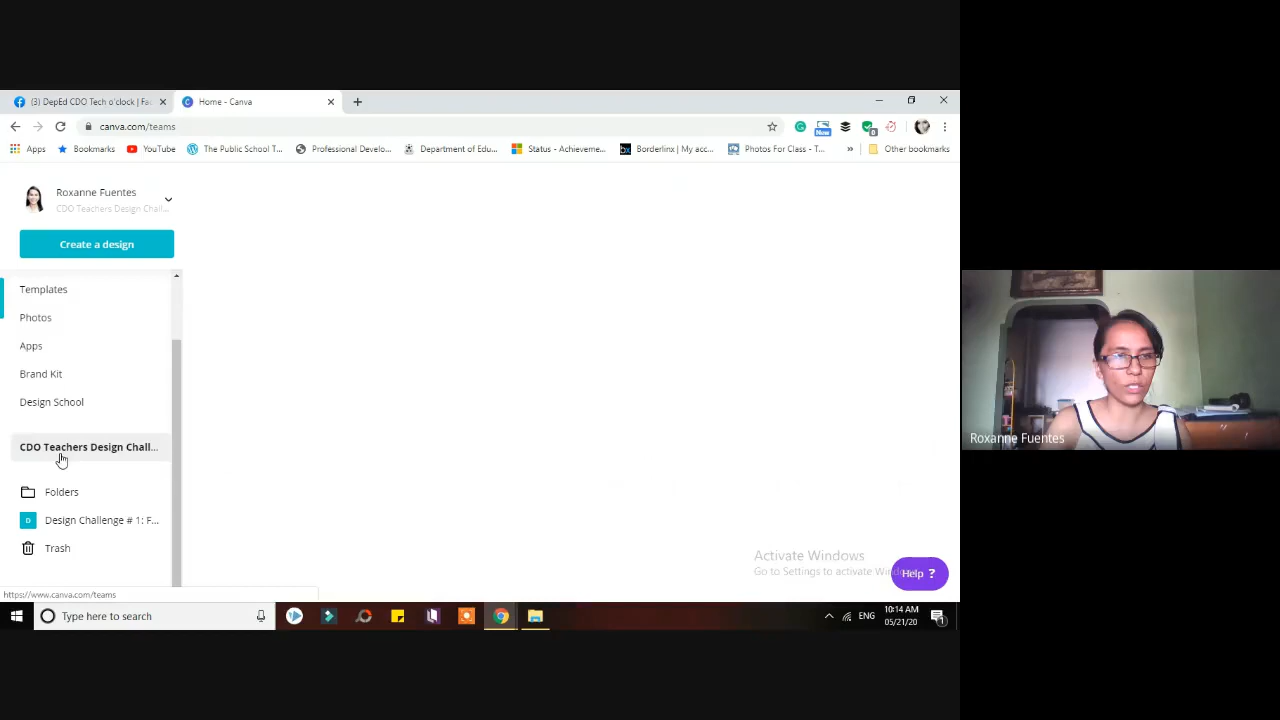 (3) DepEd CDO Tech o'clock | Fac
Home - Canva
canva.com/teams
Apps
Bookmarks
YouTube
The Public School T...
Professional Develo...
Department of Edu...
Status - Achieveme...
Borderlinx | My acc...
Photos For Class - T...
»
Other bookmarks
New
0
Roxanne Fuentes
CDO Teachers Design Chall...
Create a design
Templates
Photos
Apps
Brand Kit
Design School
CDO Teachers Design Chall...
Folders
D
Design Challenge # 1: F...
Trash
https://www.canva.com/teams
Activate Windows
Go to Settings to activate Windows.
Help ?
Type here to search
ENG
10:14 AM
05/21/20
1
Roxanne Fuentes